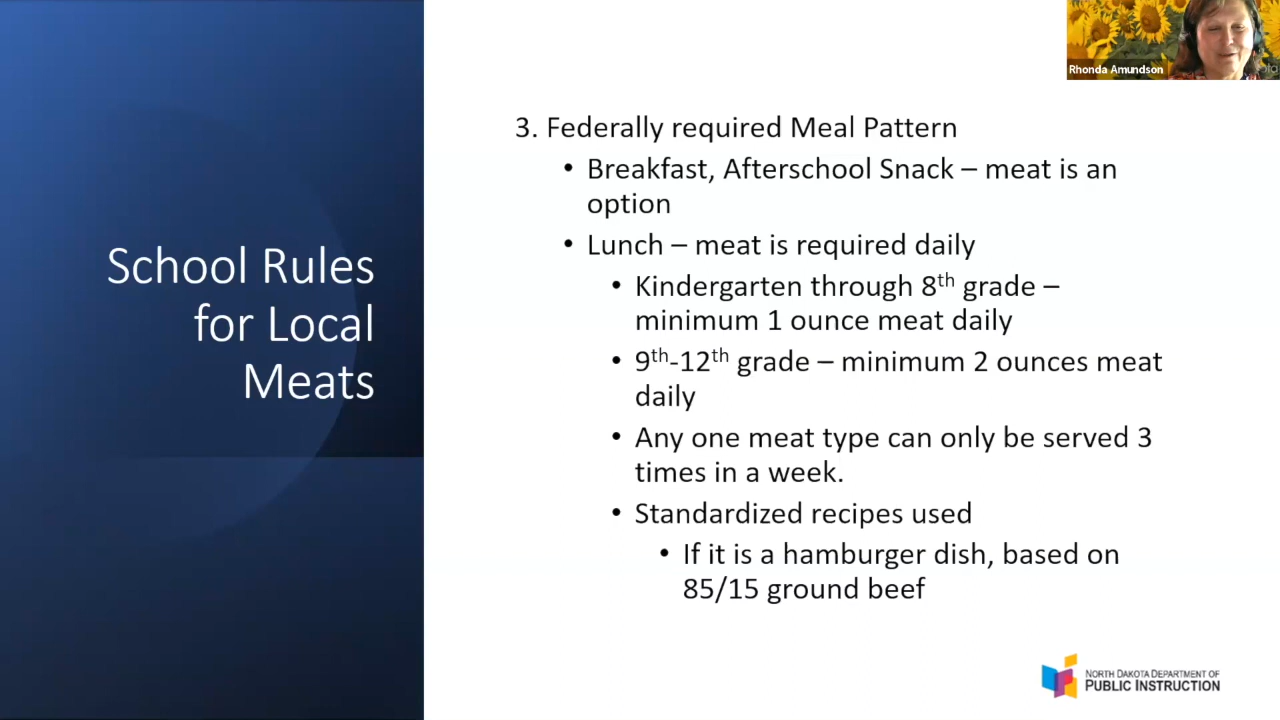 Rhonda Amundson
School Rules
for Local
Meats
3. Federally required Meal Pattern
• Breakfast, Afterschool Snack – meat is an
option
• Lunch – meat is required daily
• Kindergarten through 8th grade –
minimum 1 ounce meat daily
• 9th-12th grade – minimum 2 ounces meat
daily
• Any one meat type can only be served 3
times in a week.
• Standardized recipes used
• If it is a hamburger dish, based on
85/15 ground beef
NORTH DAKOTA DEPARTMENT OF
PUBLIC INSTRUCTION